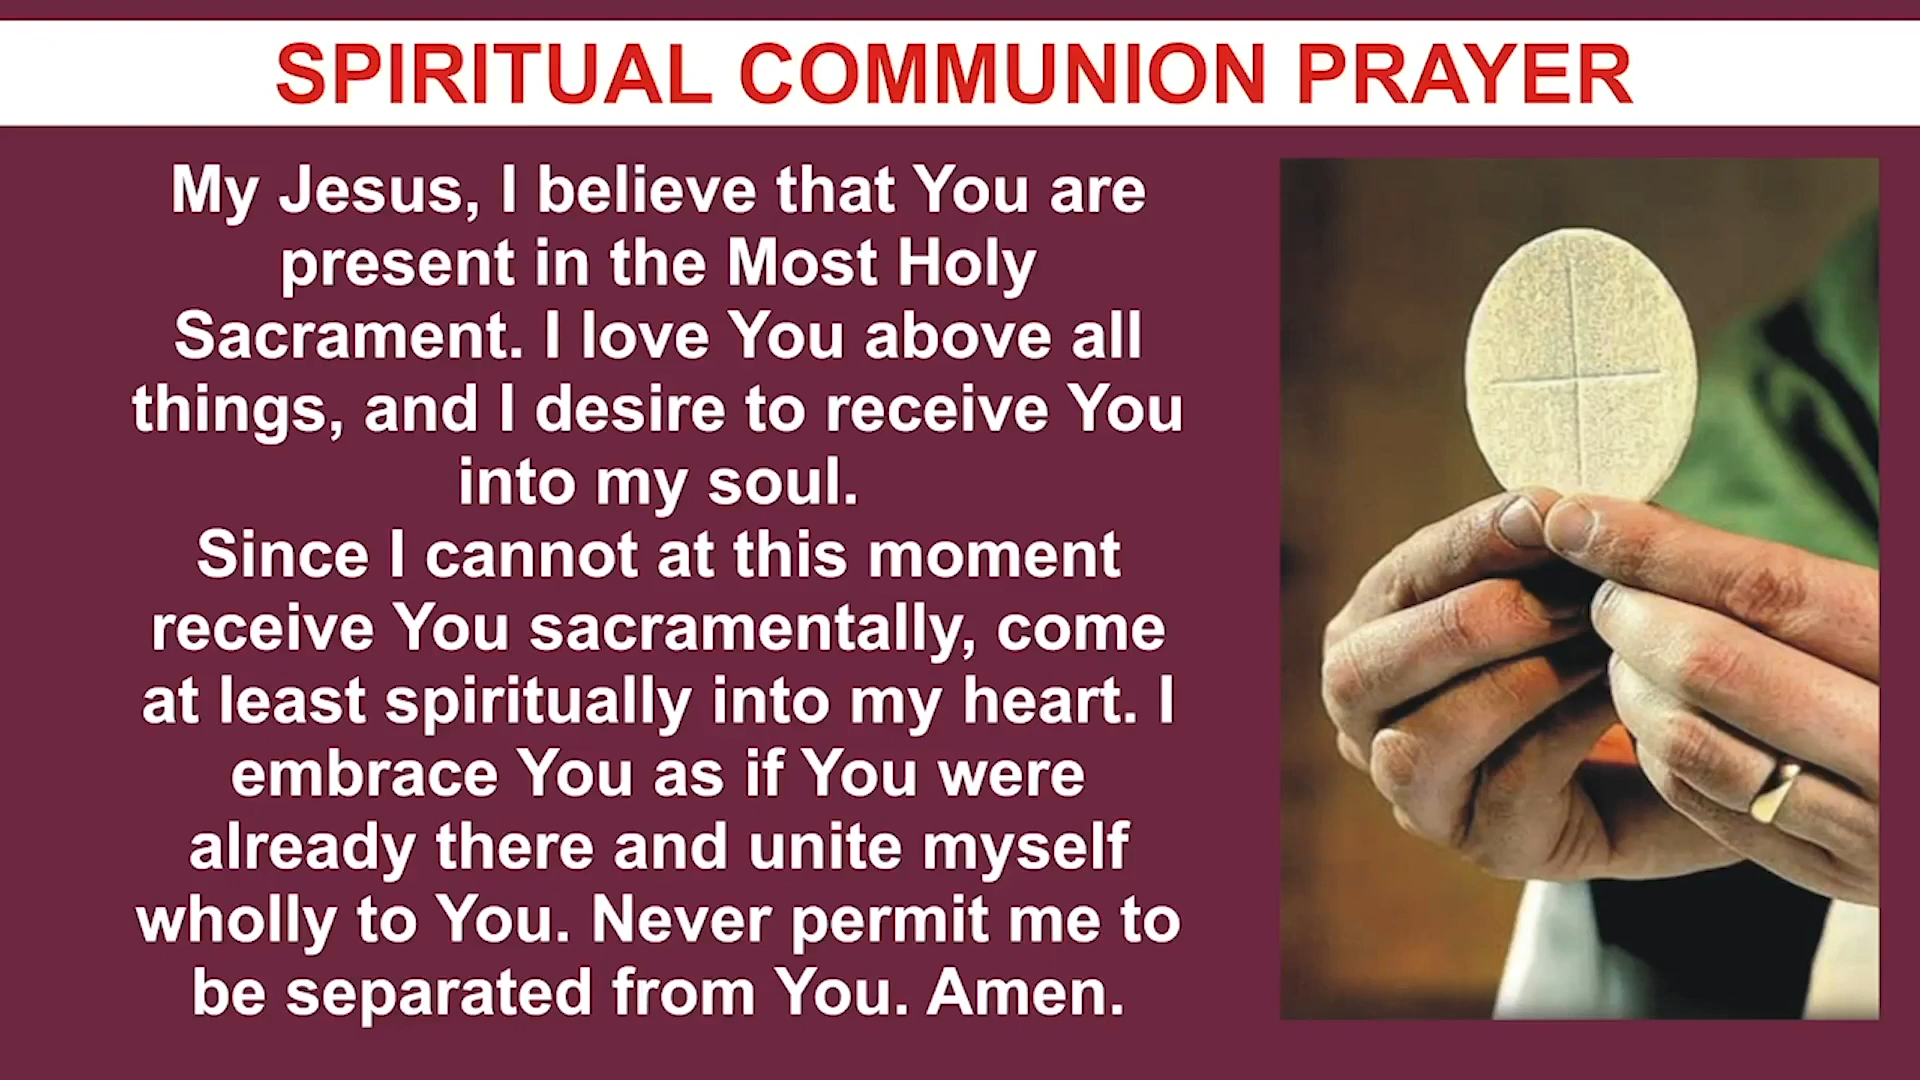 SPIRITUAL COMMUNION PRAYER
My Jesus, I believe that You are
present in the Most Holy
Sacrament. I love You above all
things, and I desire to receive You
into my soul.
Since I cannot at this moment
receive You sacramentally, come
at least spiritually into my heart. I
embrace You as if You were
already there and unite myself
wholly to You. Never permit me to
be separated from You. Amen.